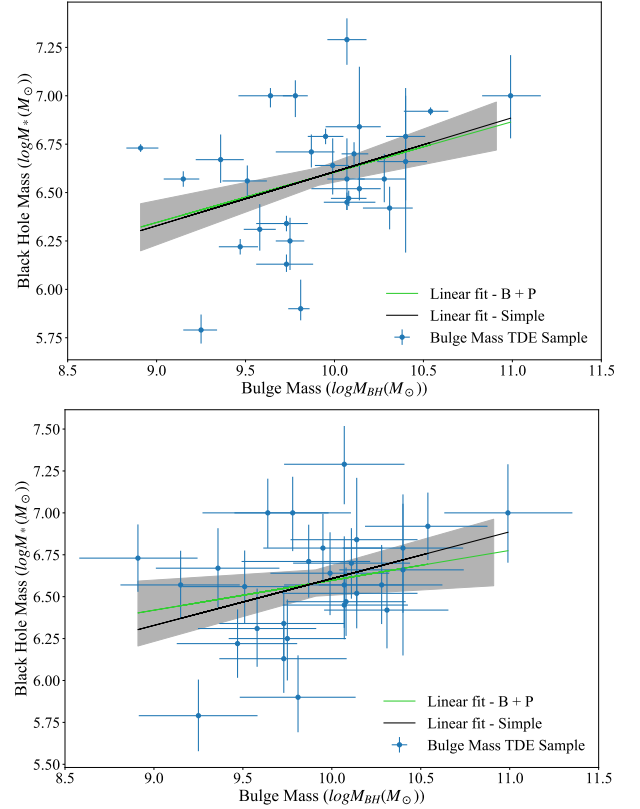 7.25
7.00
6.75
6.50
6.25
6.00
5.75
Black Hole Mass (logM*(M⊙))
Linear fit - B + P
Linear fit - Simple
Bulge Mass TDE Sample
8.5 9.0 9.5 10.0 10.5 11.0 11.5
Bulge Mass (logM_BH(M⊙))
7.50
7.25
7.00
6.75
6.50
6.25
6.00
5.75
5.50
Black Hole Mass (logM*(M⊙)
Linear fit - B + P
Linear fit - Simple
Bulge Mass TDE Sample
8.5 9.0 9.5 10.0 10.5 11.0 11.5
Bulge Mass (logM_BH(M⊙))